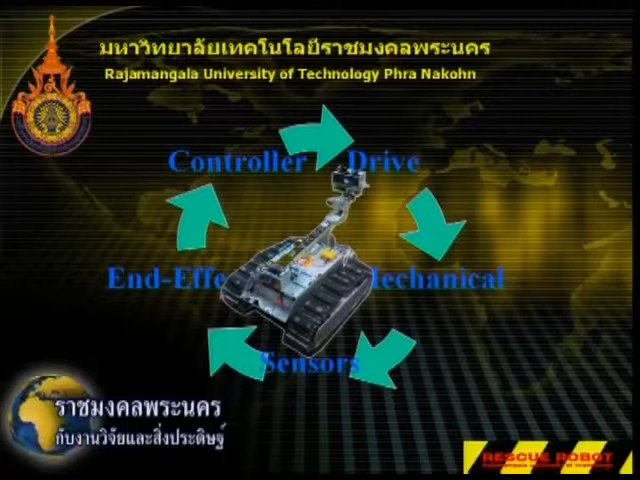 มหาวิทยาลัยเทคโนโลยีราชมงคลพระนคร
Rajamangala University of Technology Phra Nakohn
Controller
Drive
End-Effe
Mechanical
Sensors
ราชมงคลพระนคร
กับงานวิจัยและสิ่งประดิษฐ์
RESCUE ROBOT